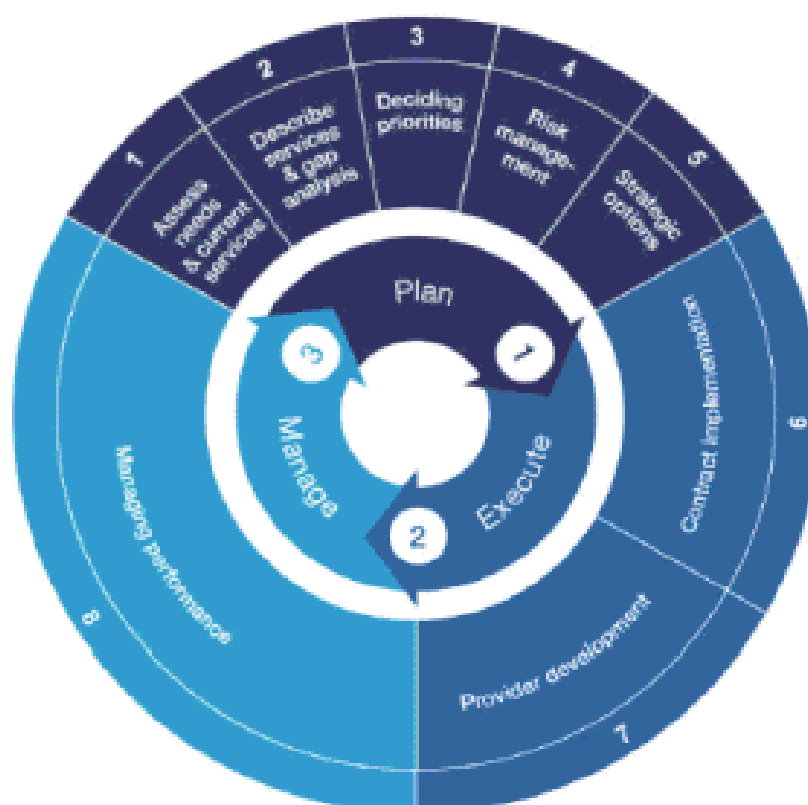 1
Assess
needs
& current
services
2
Describe
services
& gap
analysis
3
Deciding
priorities
4
Risk
manage-
ment
5
Strategic
options
6
Contract implementation
7
Provider development
8
Managing performance
Plan
1
Execute
2
Manage
3